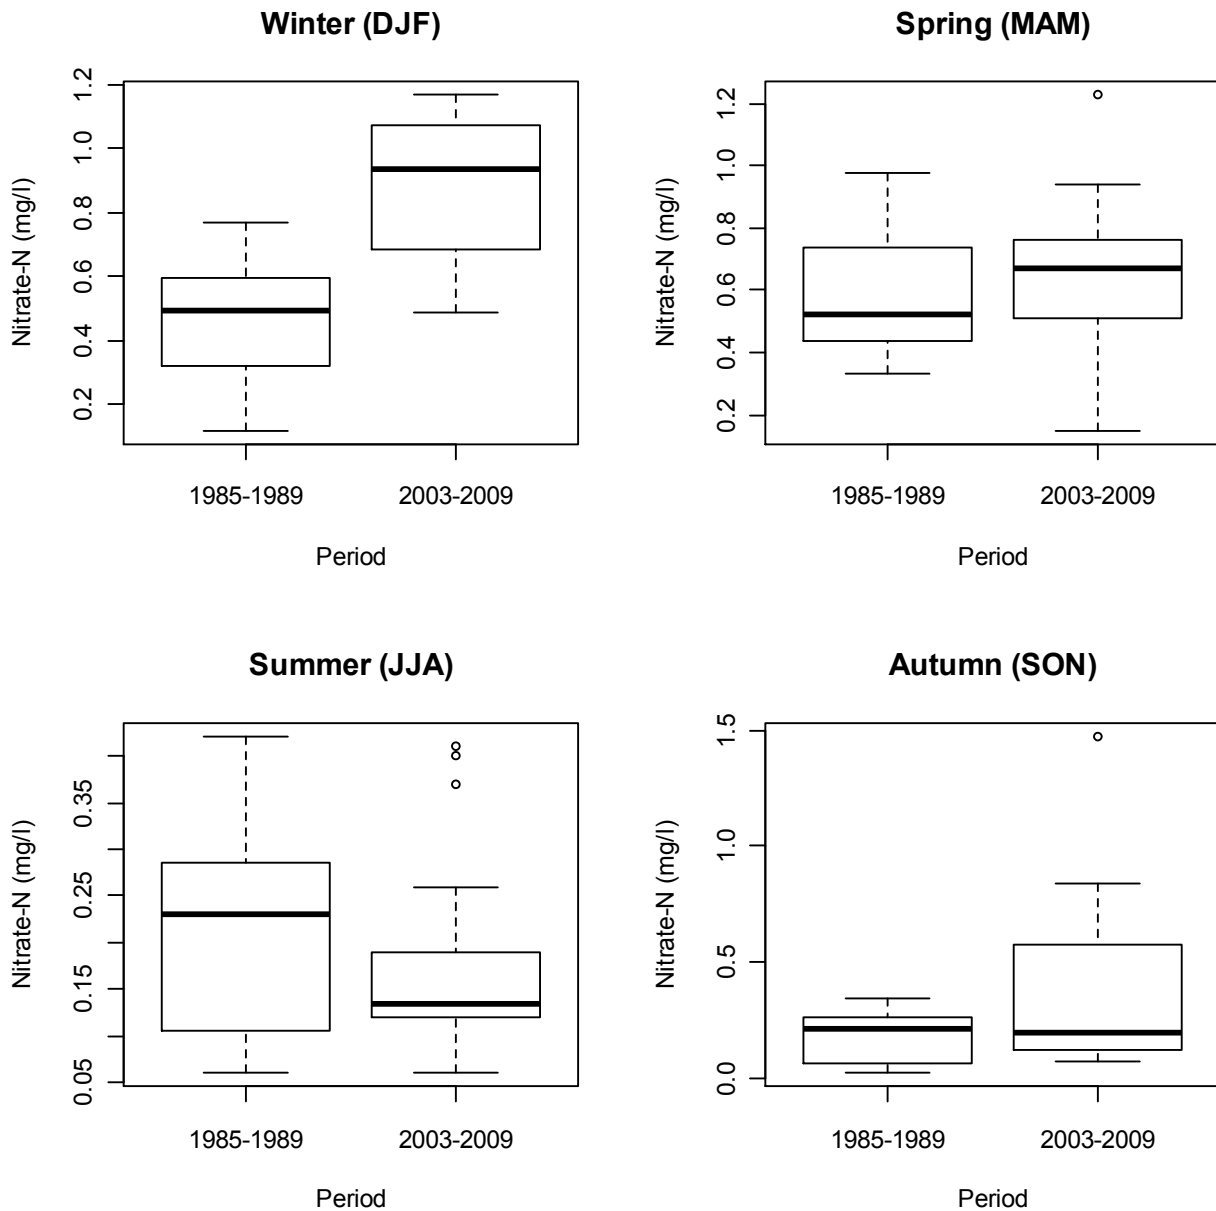 Winter (DJF)
Nitrate-N (mg/l)
1.2
1.0
0.8
0.6
0.4
0.2
1985-1989 2003-2009
Period
Spring (MAM)
Nitrate-N (mg/l)
1.2
1.0
0.8
0.6
0.4
0.2
1985-1989 2003-2009
Period
Summer (JJA)
Nitrate-N (mg/l)
0.35
0.25
0.15
0.05
1985-1989 2003-2009
Period
Autumn (SON)
Nitrate-N (mg/l)
1.5
1.0
0.5
0.0
1985-1989 2003-2009
Period